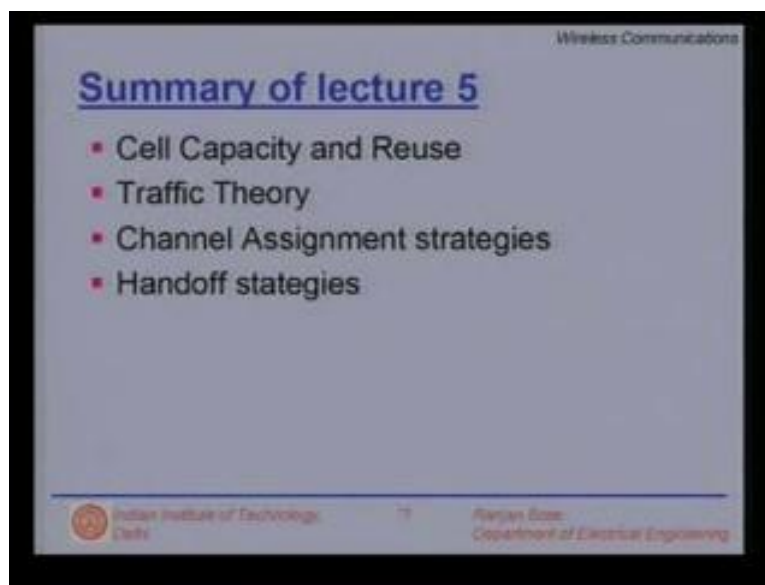 Wireless Communications
Summary of lecture 5
Cell Capacity and Reuse
Traffic Theory
Channel Assignment strategies
Handoff stategies
Indian Institute of Technology,
Delhi
Ranjan Bose
Department of Electrical Engineering